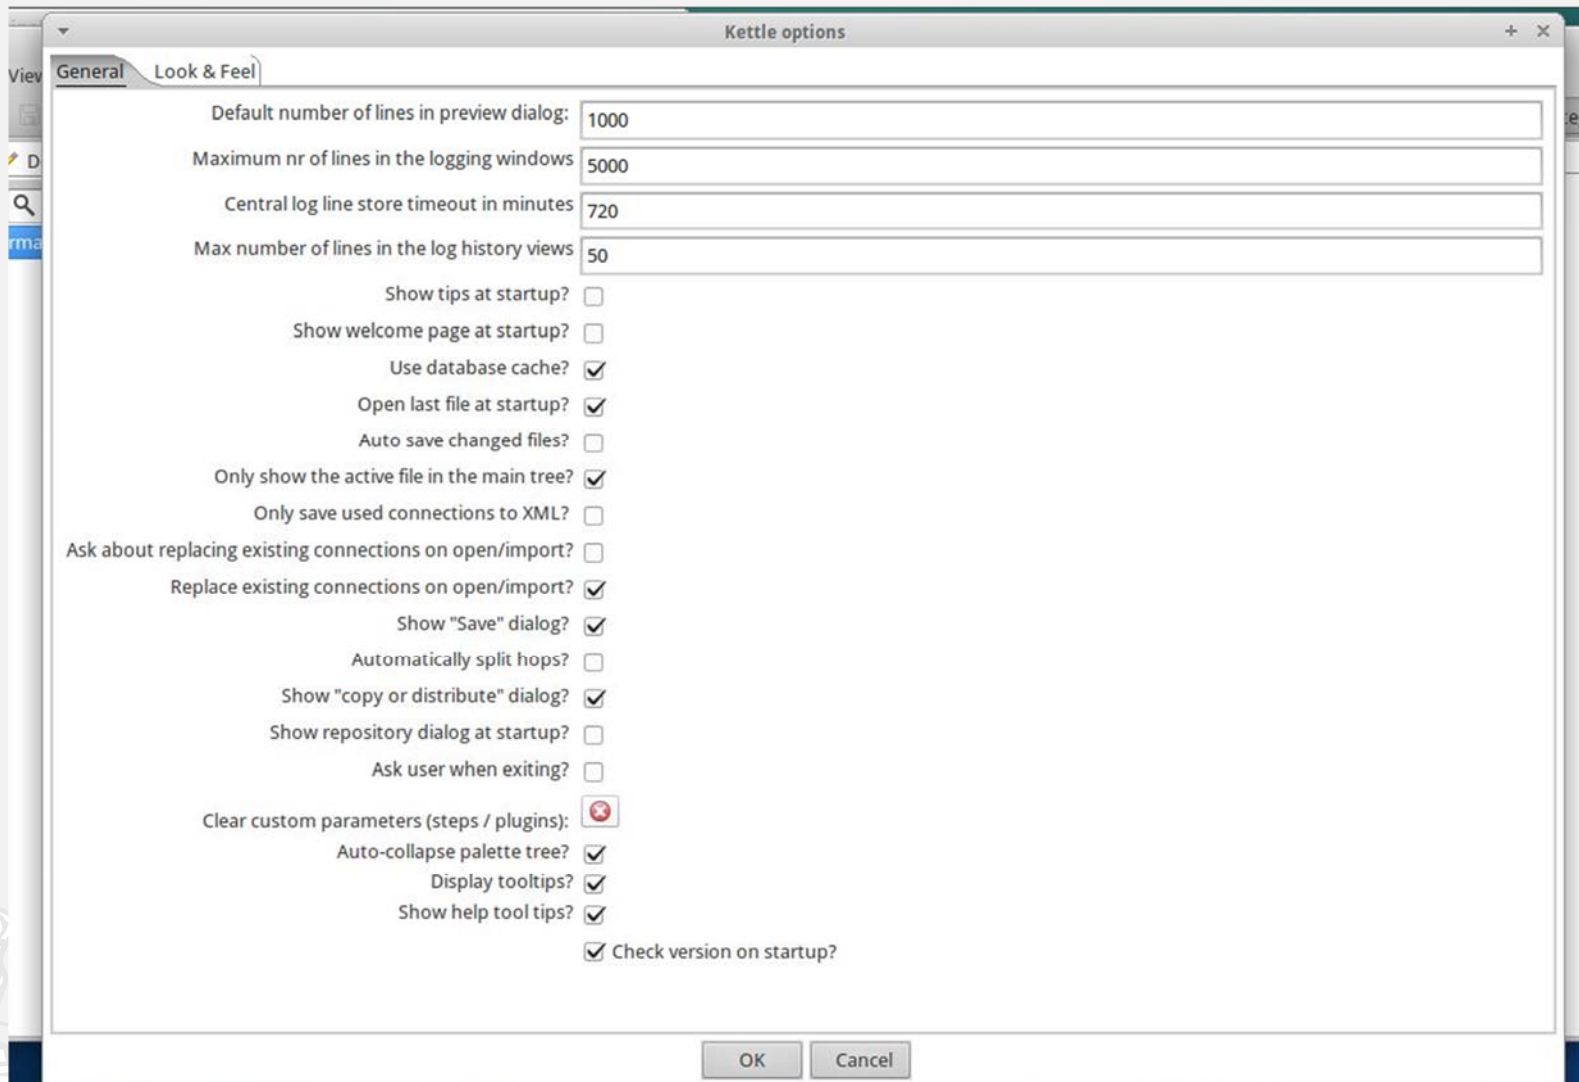 Kettle options
View
General
Look & Feel
Default number of lines in preview dialog:
1000
Maximum nr of lines in the logging windows
5000
Central log line store timeout in minutes
720
Max number of lines in the log history views
50
Show tips at startup?
Show welcome page at startup?
Use database cache?
Open last file at startup?
Auto save changed files?
Only show the active file in the main tree?
Only save used connections to XML?
Ask about replacing existing connections on open/import?
Replace existing connections on open/import?
Show "Save" dialog?
Automatically split hops?
Show "copy or distribute" dialog?
Show repository dialog at startup?
Ask user when exiting?
Clear custom parameters (steps / plugins):
Auto-collapse palette tree?
Display tooltips?
Show help tool tips?
Check version on startup?
OK
Cancel